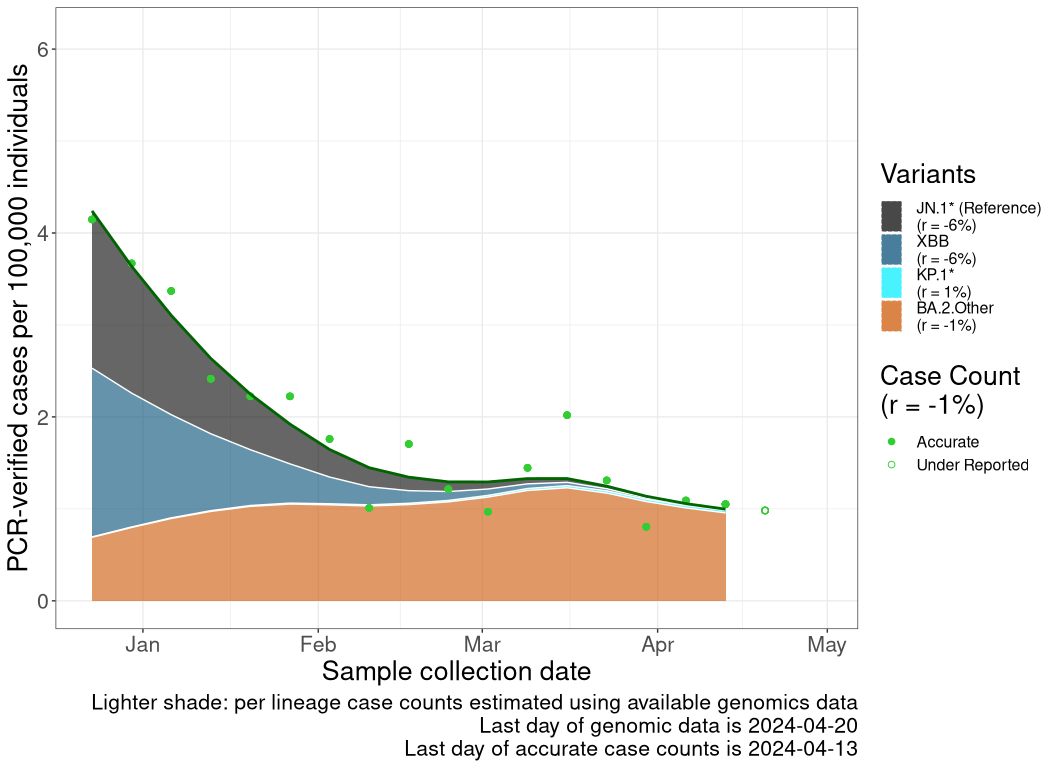 PCR-verified cases per 100,000 individuals
6
4
2
0
Jan
Feb
Mar
Apr
May
Sample collection date
Lighter shade: per lineage case counts estimated using available genomics data
Last day of genomic data is 2024-04-20
Last day of accurate case counts is 2024-04-13
Variants
JN.1* (Reference)
(r = -6%)
XBB
(r = -6%)
KP.1*
(r = 1%)
BA.2.Other
(r = -1%)
Case Count
(r = -1%)
Accurate
Under Reported